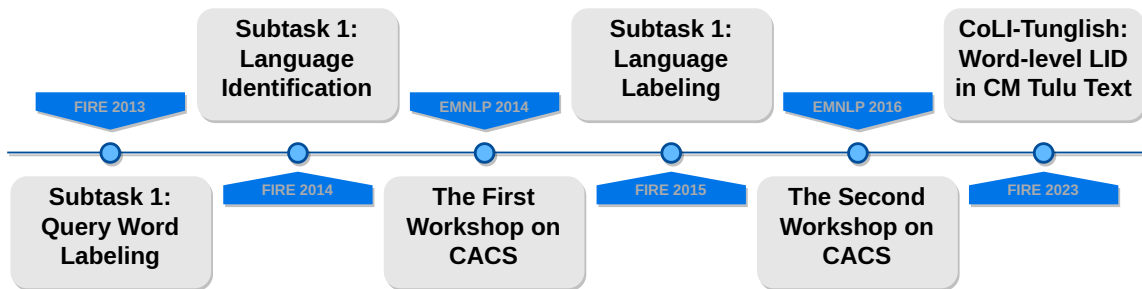 FIRE 2013
Subtask 1:
Query Word
Labeling
Subtask 1:
Language
Identification
FIRE 2014
EMNLP 2014
The First
Workshop on
CACS
Subtask 1:
Language
Labeling
FIRE 2015
EMNLP 2016
The Second
Workshop on
CACS
CoLI-Tunglish:
Word-level LID
in CM Tulu Text
FIRE 2023